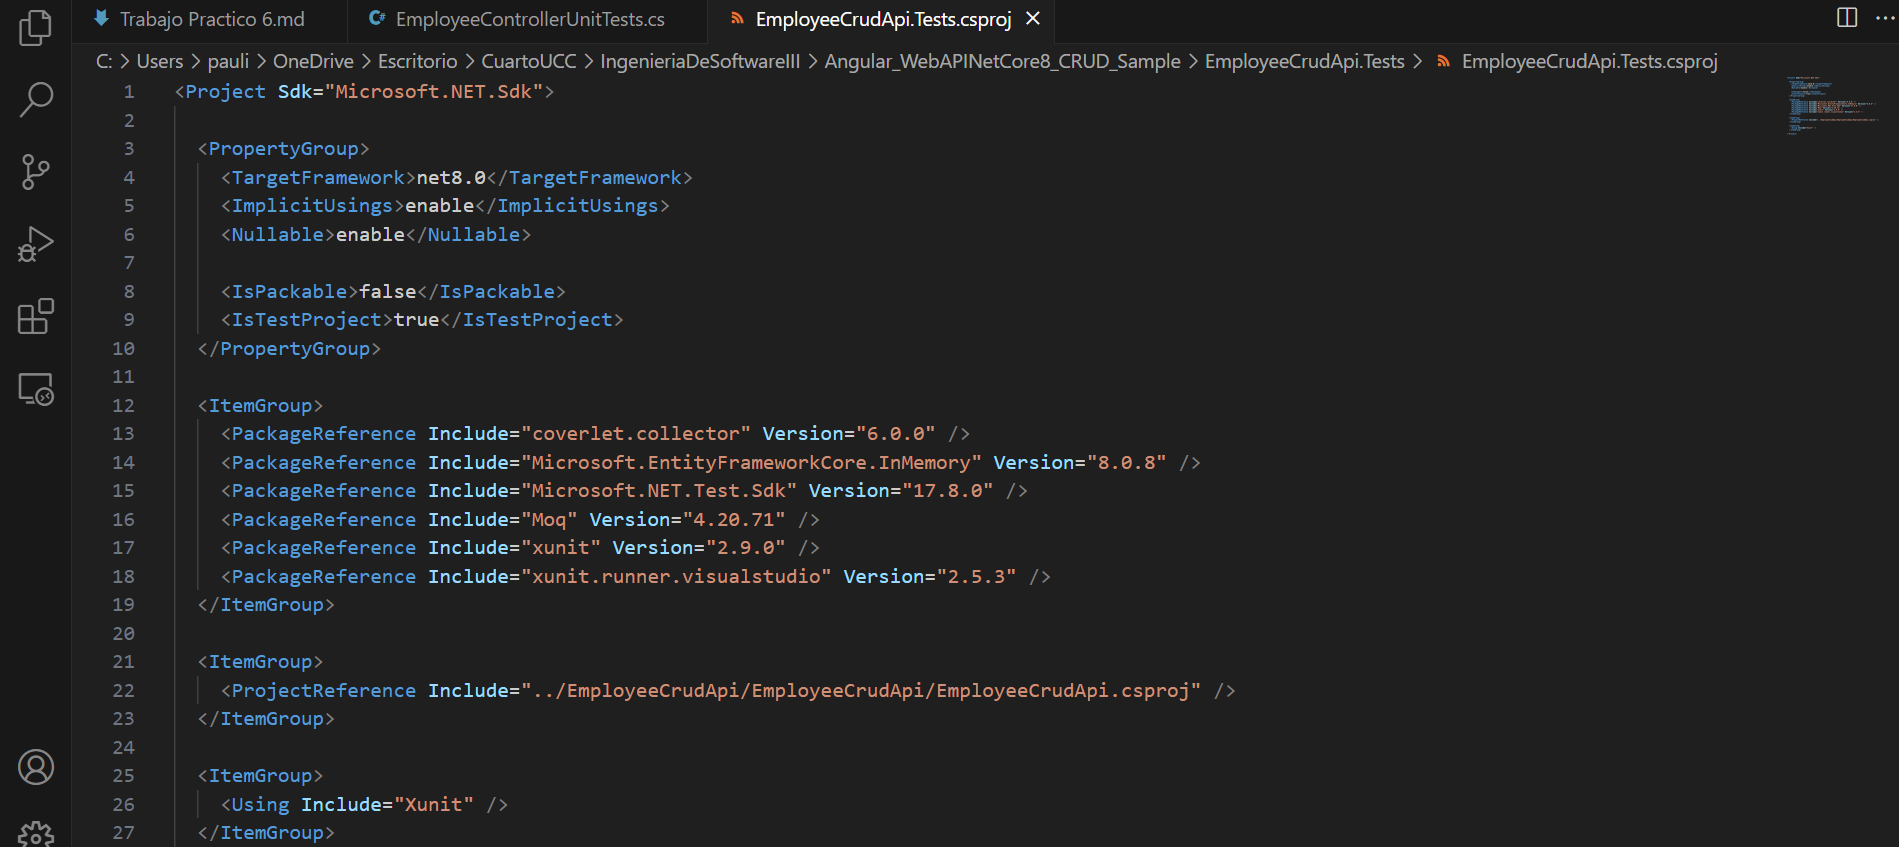 Trabajo Practico 6.md
C# EmployeeControllerUnitTests.cs
EmployeeCrudApi.Tests.csproj
C: > Users > pauli > OneDrive > Escritorio > CuartoUCC > IngenieriaDeSoftwareIII > Angular_WebAPINetCore8_CRUD_Sample > EmployeeCrudApi.Tests > EmployeeCrudApi.Tests.csproj
1 <Project Sdk="Microsoft.NET.Sdk">
2
3 <PropertyGroup>
4 <TargetFramework>net8.0</TargetFramework>
5 <ImplicitUsings>enable</ImplicitUsings>
6 <Nullable>enable</Nullable>
7
8 <IsPackable>false</IsPackable>
9 <IsTestProject>true</IsTestProject>
10 </PropertyGroup>
11
12 <ItemGroup>
13 <PackageReference Include="coverlet.collector" Version="6.0.0" />
14 <PackageReference Include="Microsoft.EntityFrameworkCore.InMemory" Version="8.0.8" />
15 <PackageReference Include="Microsoft.NET.Test.Sdk" Version="17.8.0" />
16 <PackageReference Include="Moq" Version="4.20.71" />
17 <PackageReference Include="xunit" Version="2.9.0" />
18 <PackageReference Include="xunit.runner.visualstudio" Version="2.5.3" />
19 </ItemGroup>
20
21 <ItemGroup>
22 <ProjectReference Include="../EmployeeCrudApi/EmployeeCrudApi/EmployeeCrudApi.csproj" />
23 </ItemGroup>
24
25 <ItemGroup>
26 <Using Include="Xunit" />
27 </ItemGroup>